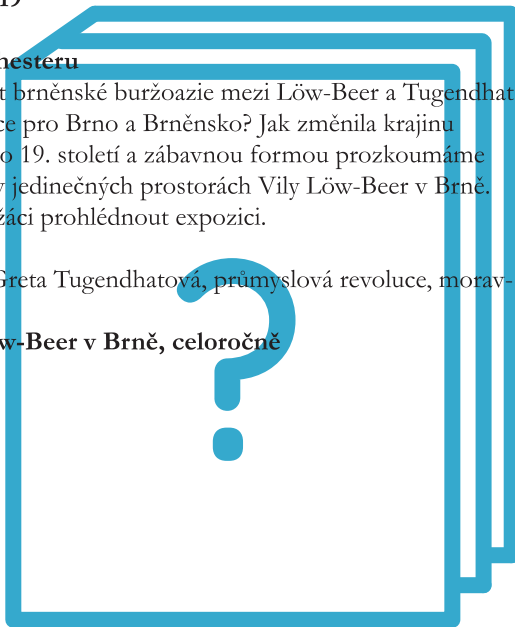 nesteru
t brněnské buržoazie mezi Löw-Beer a Tugendhat
ce pro Brno a Brněnsko? Jak změnila krajinu
o 19. století a zábavnou formou prozkoumáme
v jedinečných prostorách Vily Löw-Beer v Brně.
žáci prohlédnout expozici.
Greta Tugendhatová, průmyslová revoluce, morav-
w-Beer v Brně, celoročně
?